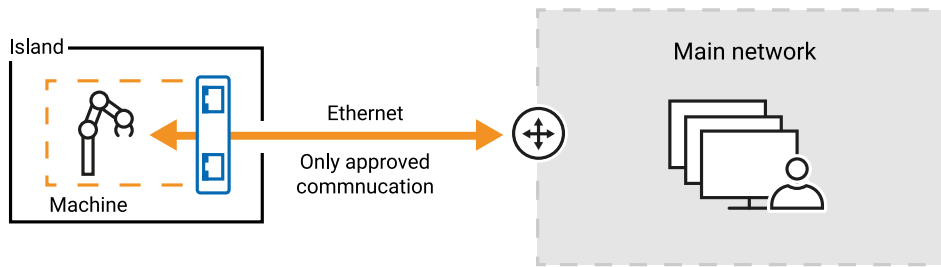 Island
Main network
Ethernet
Only approved
commnucation
Machine